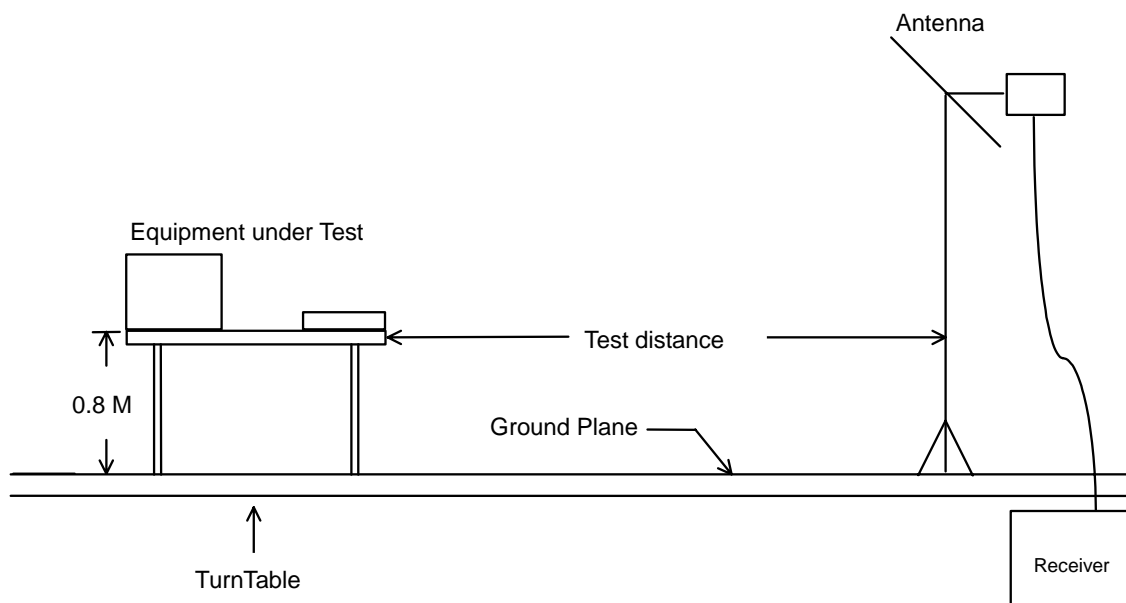 Antenna
Equipment under Test
Test distance
0.8 M
Ground Plane
TurnTable
Receiver